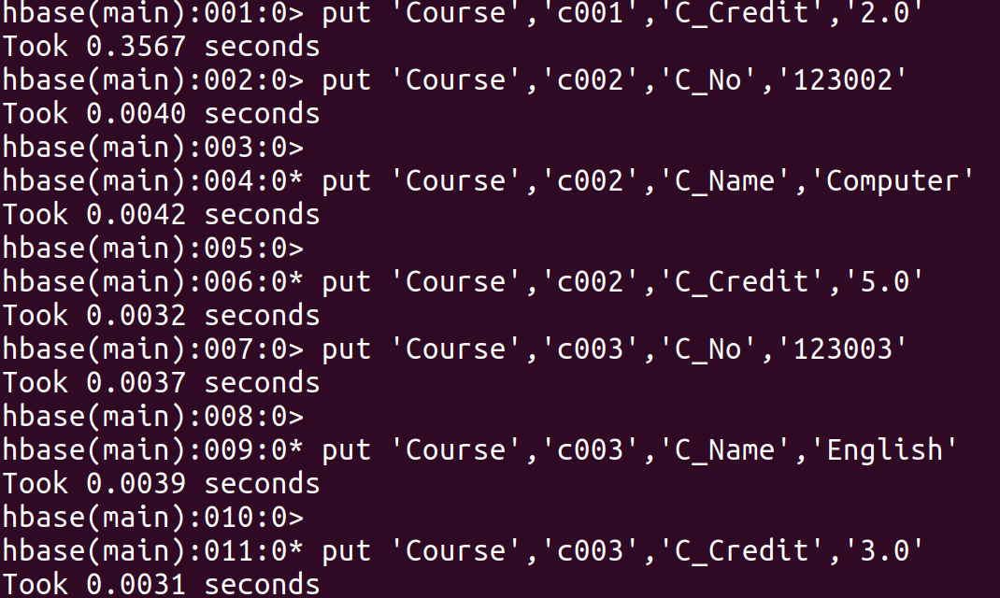 hbase(main):001:0> put 'Course','c001','C_Credit','2.0'
Took 0.3567 seconds
hbase(main):002:0> put 'Course','c002','C_No','123002'
Took 0.0040 seconds
hbase(main):003:0>
hbase(main):004:0* put 'Course','c002','C_Name','Computer'
Took 0.0042 seconds
hbase(main):005:0>
hbase(main):006:0* put 'Course','c002','C_Credit','5.0'
Took 0.0032 seconds
hbase(main):007:0> put 'Course','c003','C_No','123003'
Took 0.0037 seconds
hbase(main):008:0>
hbase(main):009:0* put 'Course','c003','C_Name','English'
Took 0.0039 seconds
hbase(main):010:0>
hbase(main):011:0* put 'Course','c003','C_Credit','3.0'
Took 0.0031 seconds